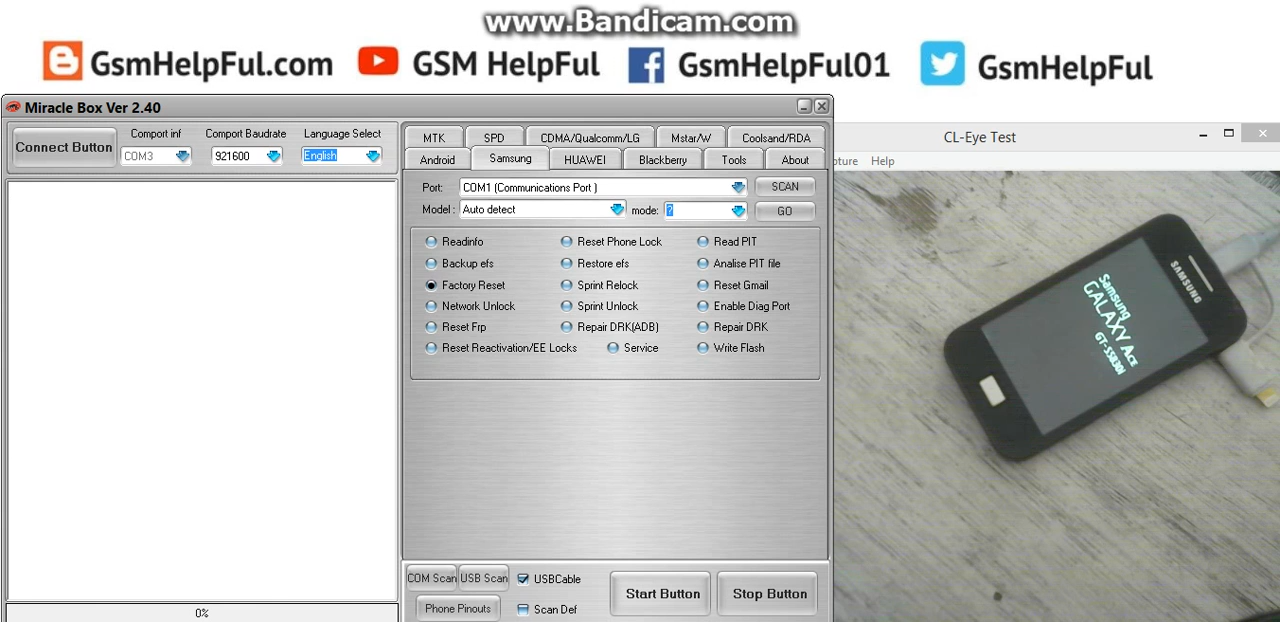 www.Bandicam.com
GsmHelpFul.com GSM HelpFul GsmHelpFul01 GsmHelpFul
Miracle Box Ver 2.40
Connect Button
Comport inf Comport Baudrate Language Select
COM3 921600 English
MTK SPD CDMA/Qualcomm/LG Mstar/W Coolsand/RDA
Android Samsung HUAWEI Blackberry Tools About
Port: COM1 (Communications Port ) SCAN
Model : Auto detect mode: ? GO
Readinfo Reset Phone Lock Read PIT
Backup efs Restore efs Analise PIT file
Factory Reset Sprint Relock Reset Gmail
Network Unlock Sprint Unlock Enable Diag Port
Reset Frp Repair DRK(ADB) Repair DRK
Reset Reactivation/EE Locks Service Write Flash
COM Scan USB Scan USBCable
Phone Pinouts Scan Def
Start Button Stop Button
0%
CL-Eye Test
pture Help
SAMSUNG
Samsung
GALAXY Ace
GT-S5830I